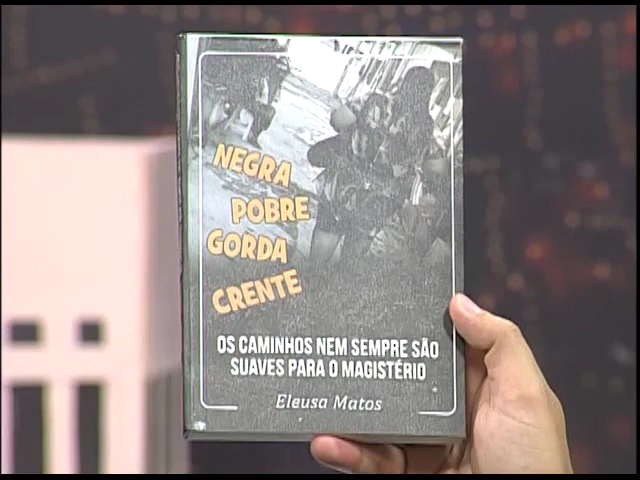 NEGRA
POBRE
GORDA
CRENTE
OS CAMINHOS NEM SEMPRE SÃO
SUAVES PARA O MAGISTÉRIO
Eleusa Matos